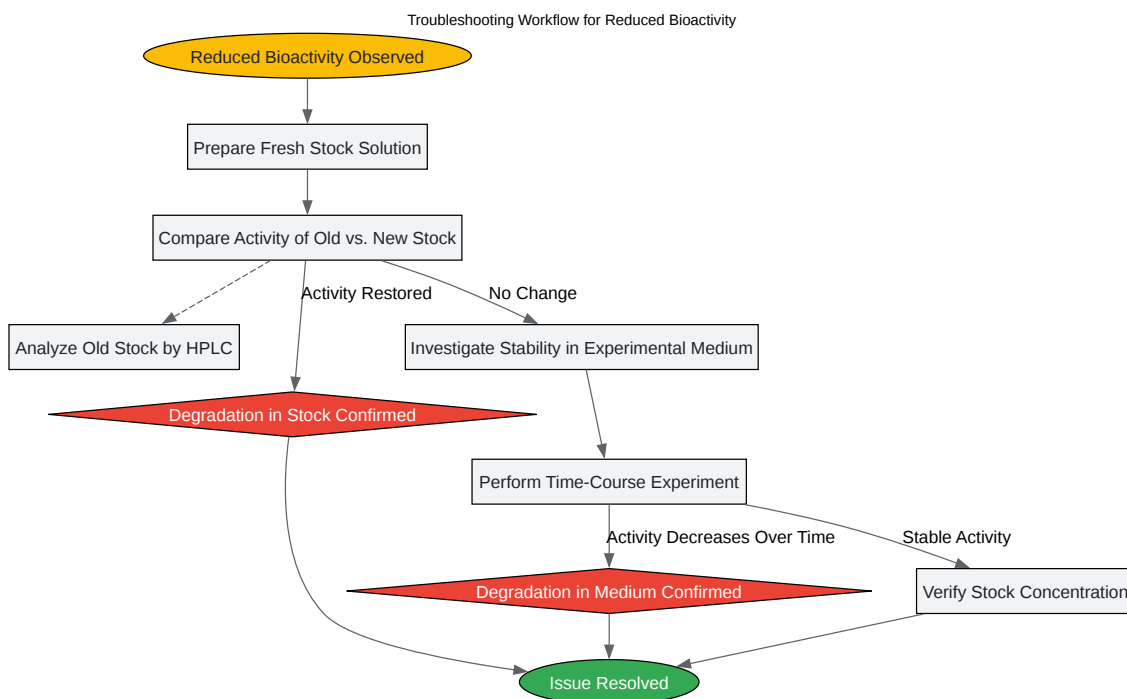 Troubleshooting Workflow for Reduced Bioactivity
Reduced Bioactivity Observed
Prepare Fresh Stock Solution
Compare Activity of Old vs. New Stock
Activity Restored
No Change
Analyze Old Stock by HPLC
Investigate Stability in Experimental Medium
Degradation in Stock Confirmed
Perform Time-Course Experiment
Activity Decreases Over Time
Stable Activity
Degradation in Medium Confirmed
Verify Stock Concentration
Issue Resolved